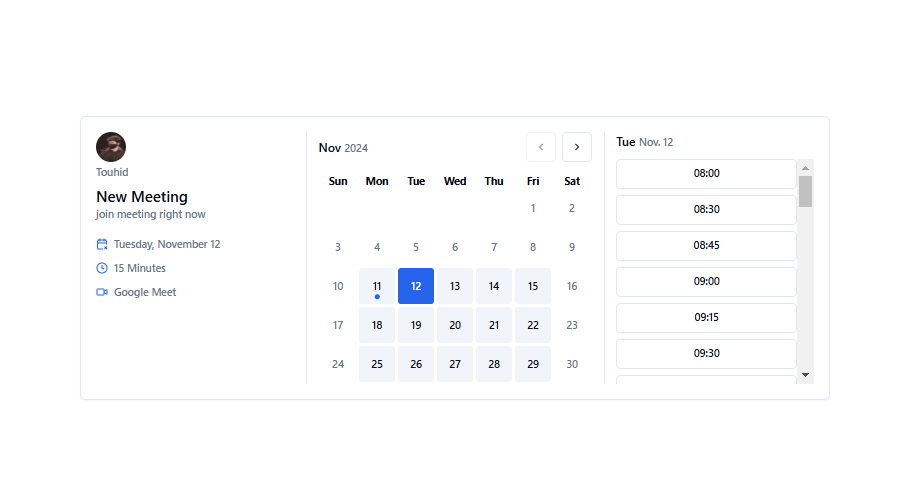 Touhid
New Meeting
join meeting right now
Tuesday, November 12
15 Minutes
Google Meet
Nov 2024
Sun Mon Tue Wed Thu Fri Sat
1 2
3 4 5 6 7 8 9
10 11 12 13 14 15 16
17 18 19 20 21 22 23
24 25 26 27 28 29 30
Tue Nov. 12
08:00
08:30
08:45
09:00
09:15
09:30